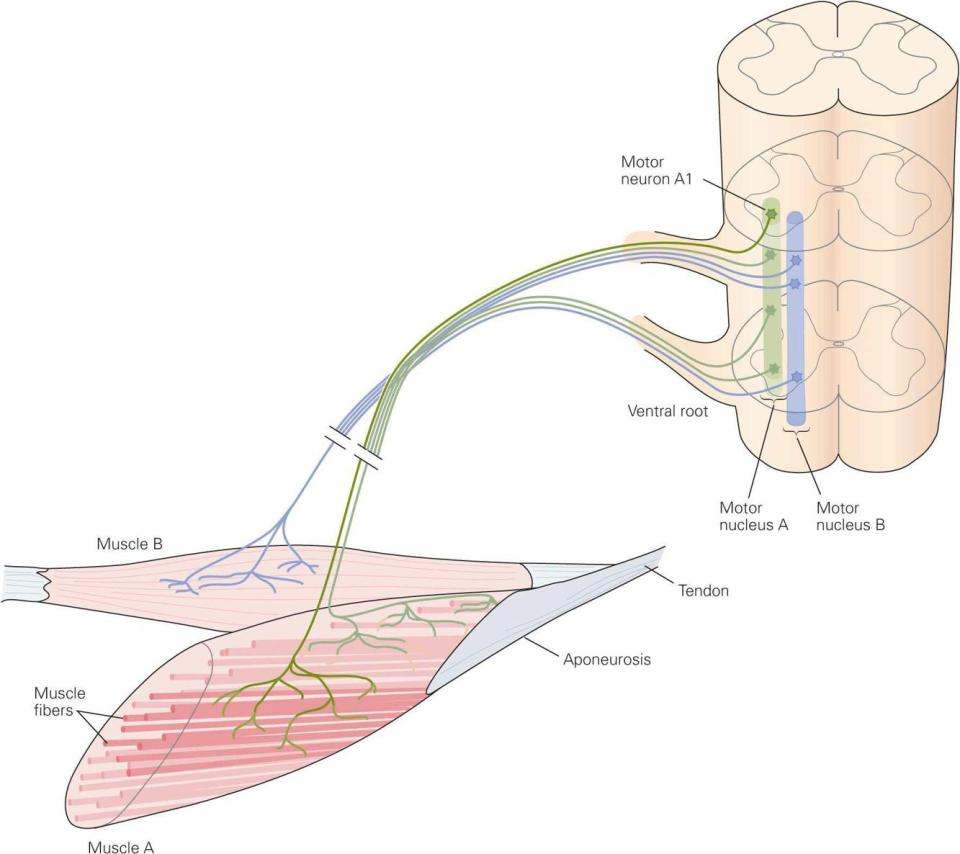 Motor
neuron A1
Ventral root
Motor
nucleus A
Motor
nucleus B
Muscle B
Tendon
Aponeurosis
Muscle
fibers
Muscle A